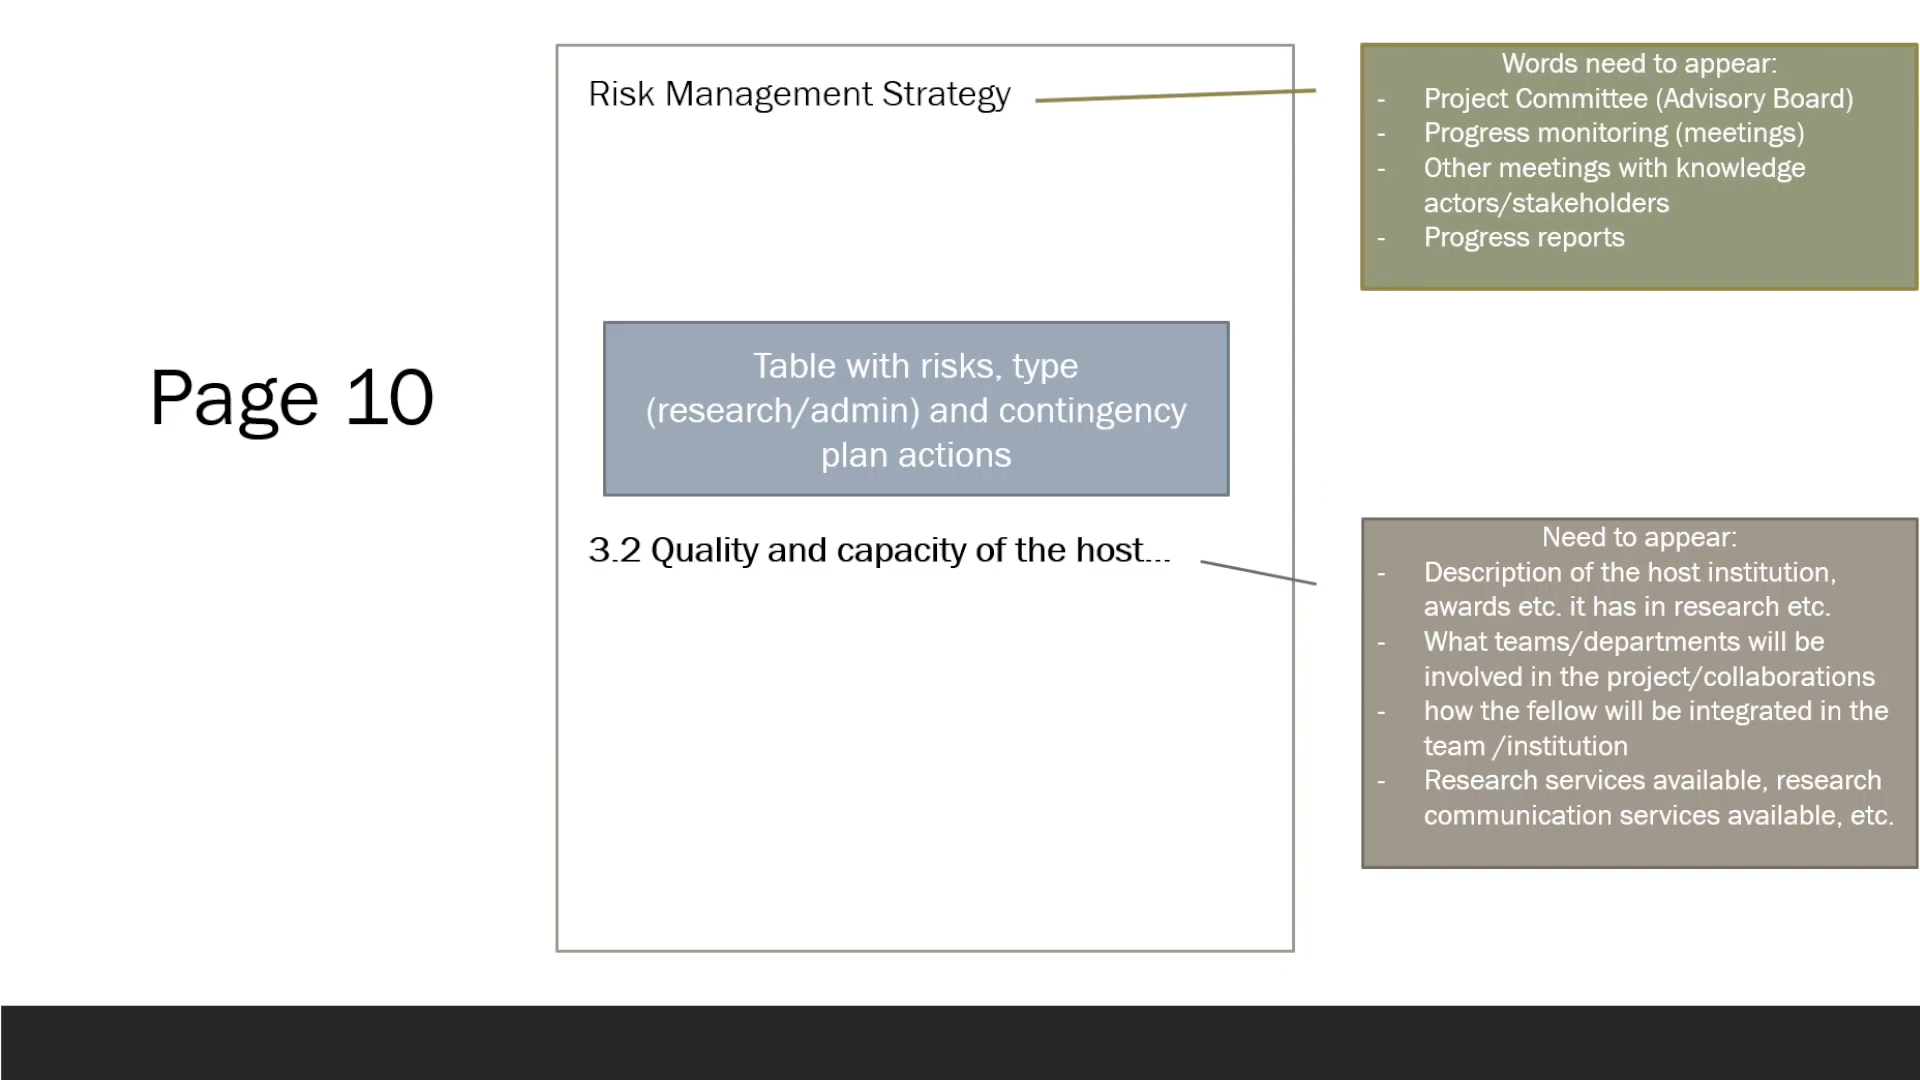 Page 10
Risk Management Strategy
Table with risks, type
(research/admin) and contingency
plan actions
3.2 Quality and capacity of the host...
Words need to appear:
- Project Committee (Advisory Board)
- Progress monitoring (meetings)
- Other meetings with knowledge
actors/stakeholders
- Progress reports
Need to appear:
- Description of the host institution,
awards etc. it has in research etc.
- What teams/departments will be
involved in the project/collaborations
- how the fellow will be integrated in the
team /institution
- Research services available, research
communication services available, etc.